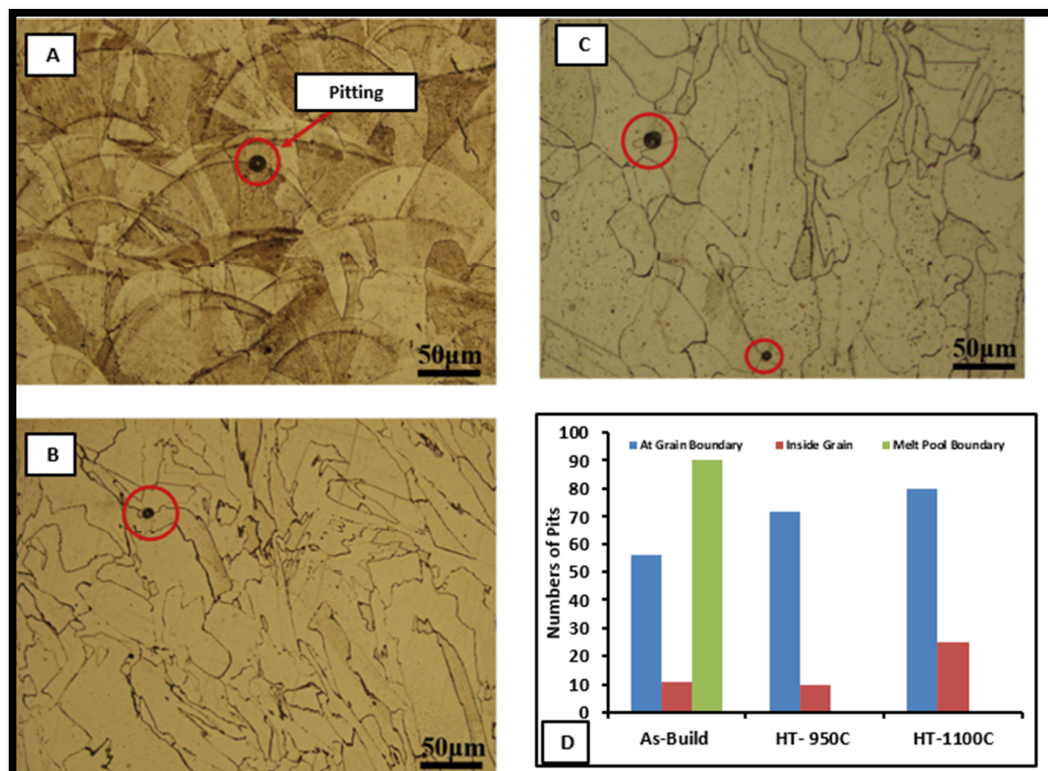 A
Pitting
50µm
B
50µm
C
50µm
100
90
80
70
60
50
40
30
20
10
0
Numbers of Pits
At Grain Boundary
Inside Grain
Melt Pool Boundary
As-Build
HT- 950C
HT-1100C
D